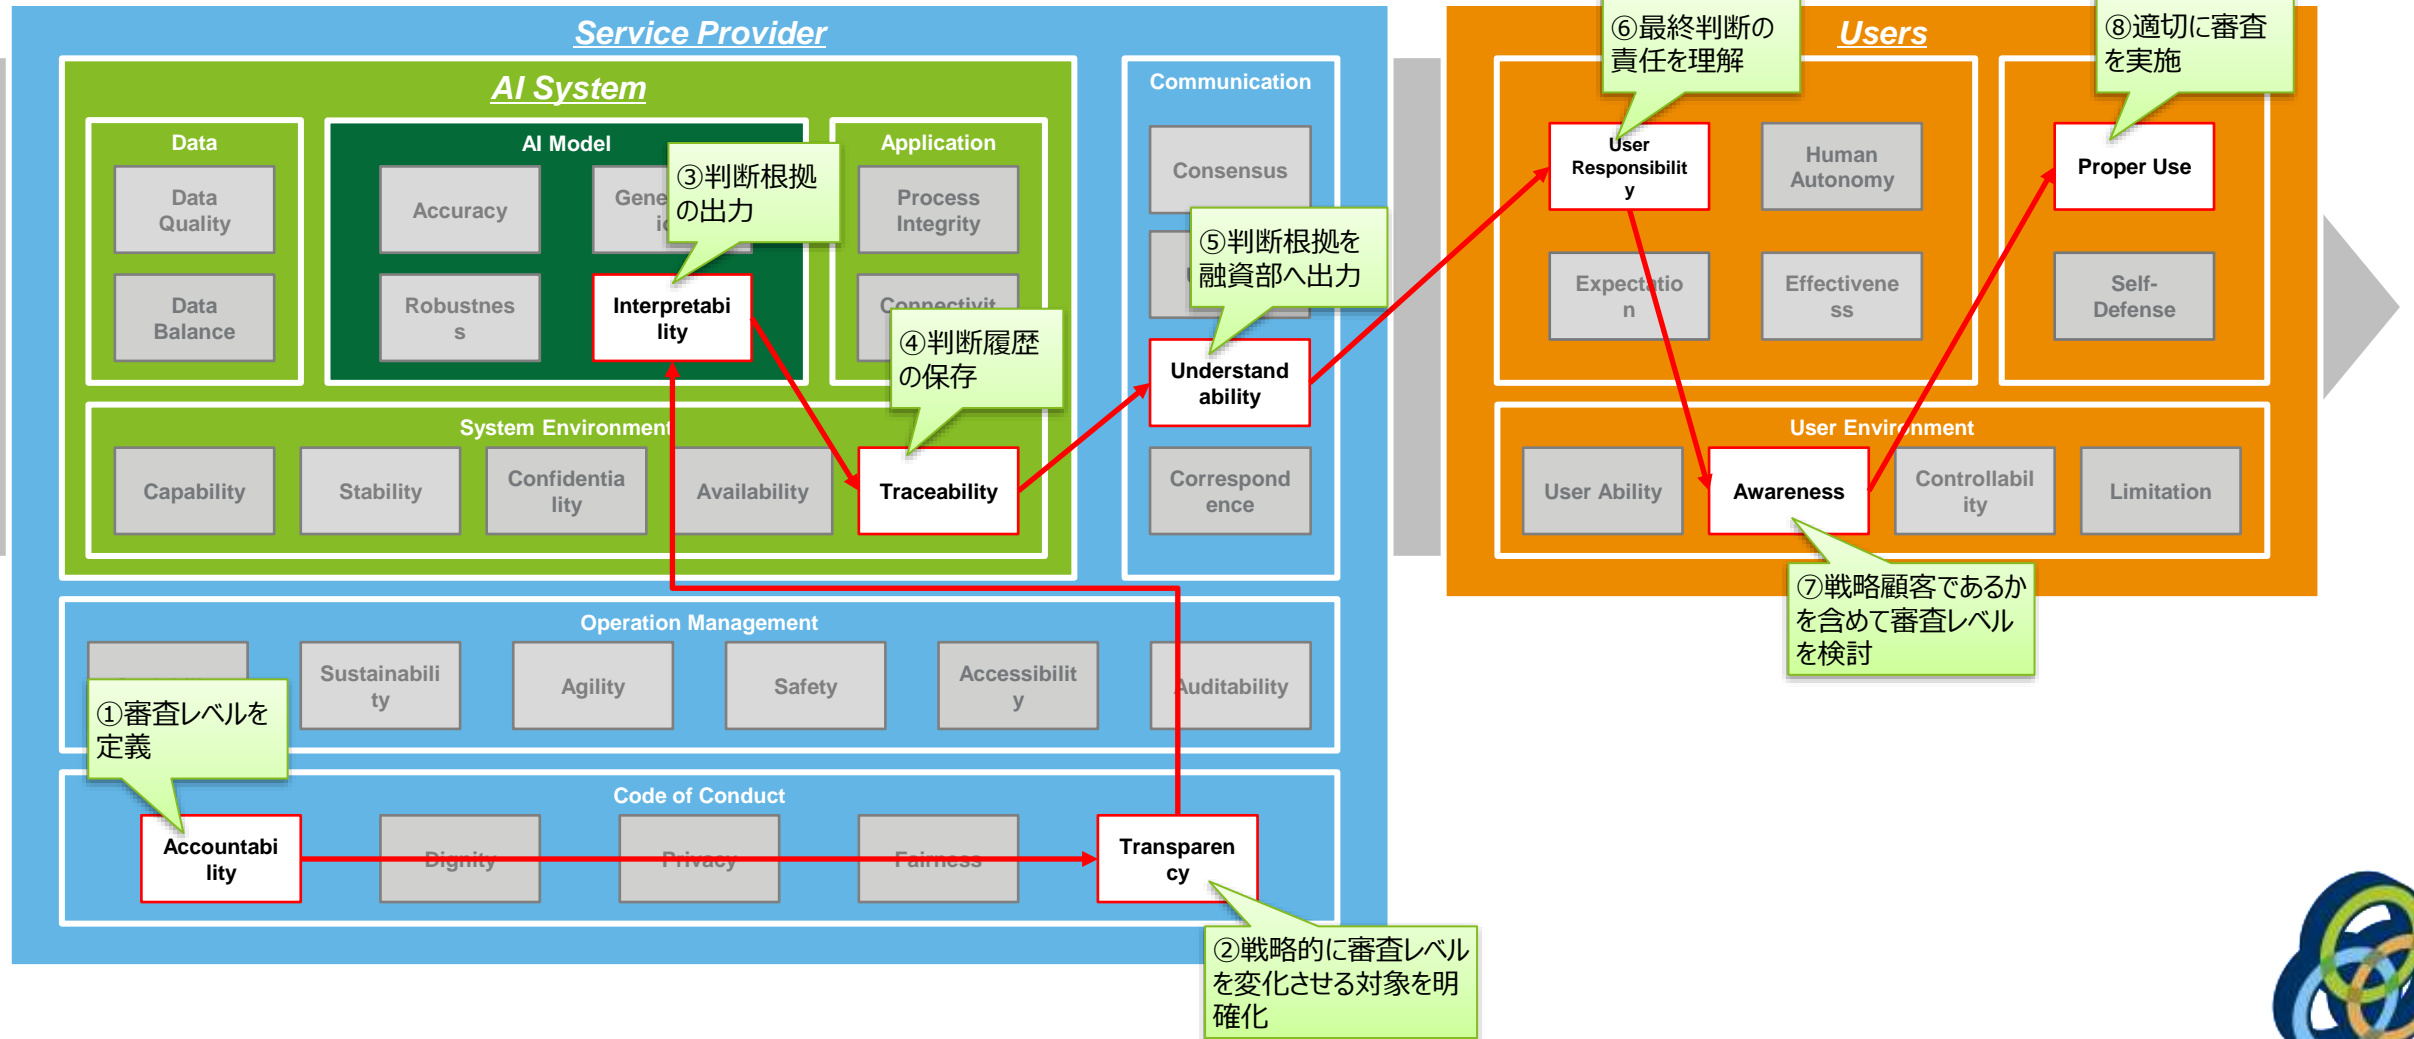 Service Provider
AI System
Data
Data
Quality
Data
Balance
AI Model
Accuracy
Robustnes
s
③判断根拠
の出力
Interpretabi
lity
Application
Process
Integrity
④判断履歴
の保存
System Environment
Capability
Stability
Confidentia
lity
Availability
Traceability
Communication
Consensus
⑤判断根拠を
融資部へ出力
Understand
ability
Correspond
ence
Operation Management
Sustainabili
ty
Agility
Safety
Accessibilit
y
Auditability
①審査レベルを
定義
Code of Conduct
Accountabi
lity
Dignity
Privacy
Fairness
Transparen
cy
②戦略的に審査レベル
を変化させる対象を明
確化
Users
⑥最終判断の
責任を理解
User
Responsibilit
y
Human
Autonomy
Expectatio
n
Effectivene
ss
⑧適切に審査
を実施
Proper Use
Self-
Defense
User Environment
User Ability
Awareness
Controllabil
ity
Limitation
⑦戦略顧客であるか
を含めて審査レベル
を検討